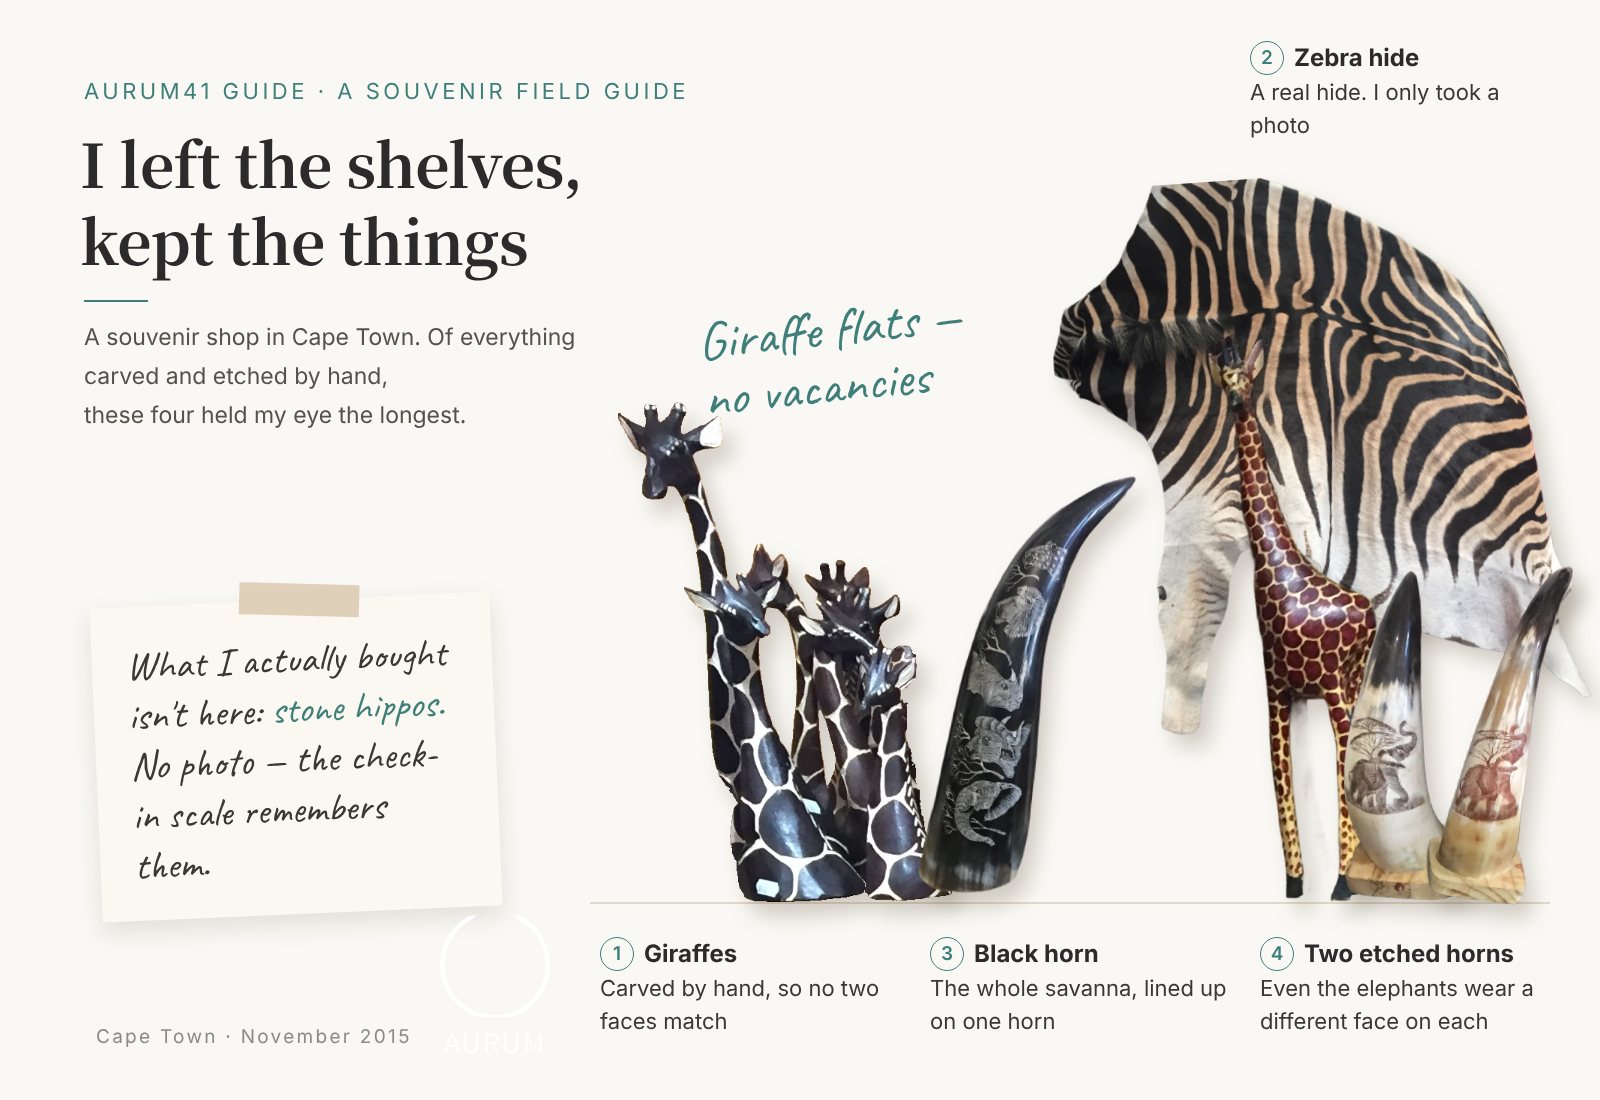 AURUM41 GUIDE · A SOUVENIR FIELD GUIDE
I left the shelves,
kept the things
A souvenir shop in Cape Town. Of everything
carved and etched by hand,
these four held my eye the longest.
2 Zebra hide
A real hide. I only took a
photo
Giraffe flats —
no vacancies
What I actually bought
isn't here: stone hippos.
No photo — the check-
in scale remembers
them.
1 Giraffes
Carved by hand, so no two
faces match
3 Black horn
The whole savanna, lined up
on one horn
4 Two etched horns
Even the elephants wear a
different face on each
Cape Town · November 2015
AURUM